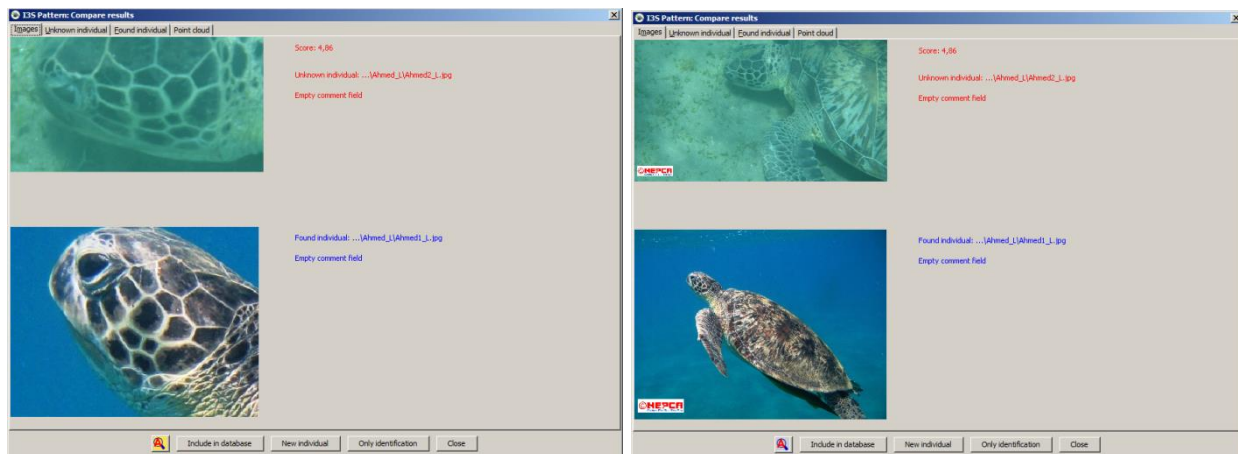 I3S Pattern: Compare results
Images Unknown individual Found individual Point cloud
Score: 4,86
Unknown individual: ...\Ahmed_L\Ahmed2_L.jpg
Empty comment field
Found individual: ...\Ahmed_L\Ahmed1_L.jpg
Empty comment field
Include in database New individual Only identification Close
I3S Pattern: Compare results
Images Unknown individual Found individual Point cloud
Score: 4,86
Unknown individual: ...\Ahmed_L\Ahmed2_L.jpg
Empty comment field
HEPCA
Found individual: ...\Ahmed_L\Ahmed1_L.jpg
Empty comment field
HEPCA
Include in database New individual Only identification Close